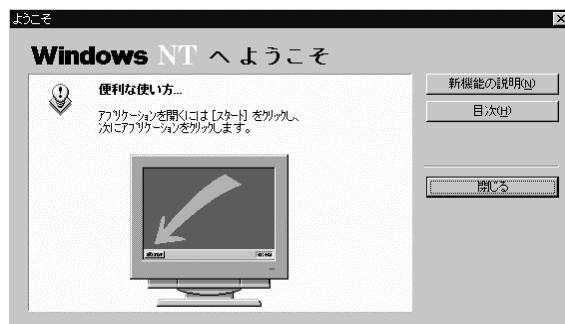 ようこそ
Windows NT へようこそ
便利な使い方...
アプリケーションを開くには [スタート] をクリックし、
次にアプリケーションをクリックします。
新機能の説明(N)
目次(H)
閉じる